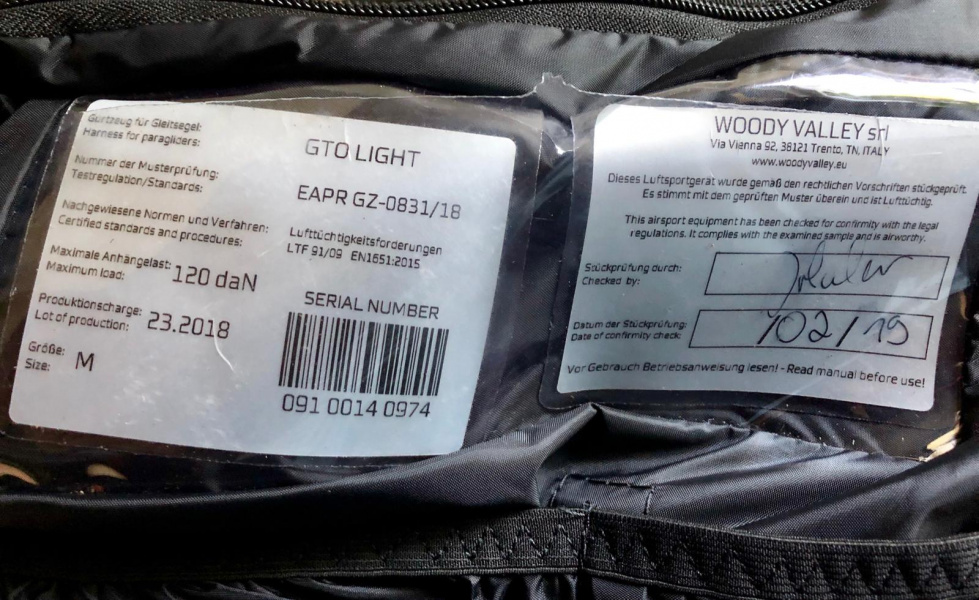 Gurtzeug für Gleitsegel:
Harness for paragliders:
GTO LIGHT
Nummer der Musterprüfung:
Testregulation/Standards:
EAPR GZ-0831/18
Nachgewiesene Normen und Verfahren:
Certified standards and procedures:
Lufttüchtigkeitsforderungen
LTF 91/09 EN1651:2015
Maximale Anhängelast:
Maximum load:
120 daN
Produktionscharge:
Lot of production:
23.2018
Größe:
Size:
M
SERIAL NUMBER
091 0014 0974
WOODY VALLEY srl
Via Vienna 92, 38121 Trento, TN, ITALY
www.woodyvalley.eu
Dieses Luftsportgerät wurde gemäß den rechtlichen Vorschriften stückgeprüft.
Es stimmt mit dem geprüften Muster überein und ist Lufttüchtig.
This airsport equipment has been checked for confirmity with the legal
regulations. It complies with the examined sample and is airworthy.
Stückprüfung durch:
Checked by:
Datum der Stückprüfung:
Date of confirmity check:
/02/19
Vor Gebrauch Betriebsanweisung lesen! - Read manual before use!